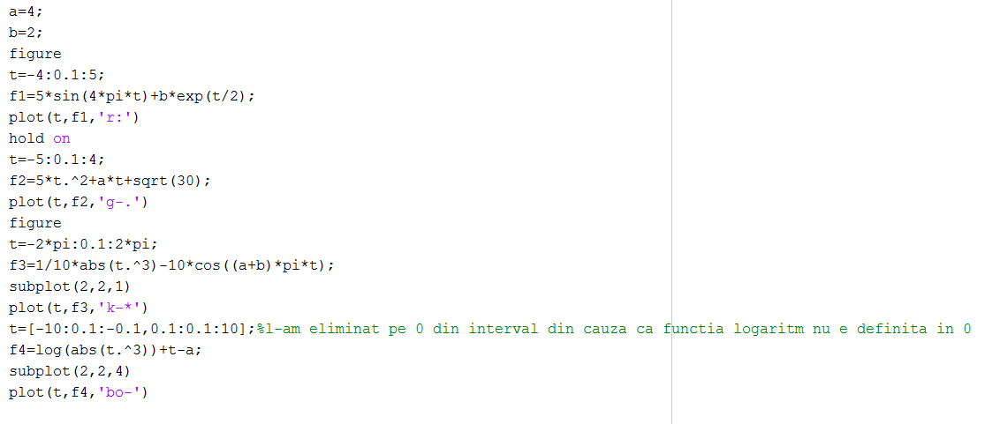 a=4;
b=2;
figure
t=-4:0.1:5;
f1=5*sin(4*pi*t)+b*exp(t/2);
plot(t,f1,'r:')
hold on
t=-5:0.1:4;
f2=5*t.^2+a*t+sqrt(30);
plot(t,f2,'g-.')
figure
t=-2*pi:0.1:2*pi;
f3=1/10*abs(t.^3)-10*cos((a+b)*pi*t);
subplot(2,2,1)
plot(t,f3,'k-*')
t=[-10:0.1:-0.1,0.1:0.1:10];%l-am eliminat pe 0 din interval din cauza ca functia logaritm nu e definita in 0
f4=log(abs(t.^3))+t-a;
subplot(2,2,4)
plot(t,f4,'bo-')